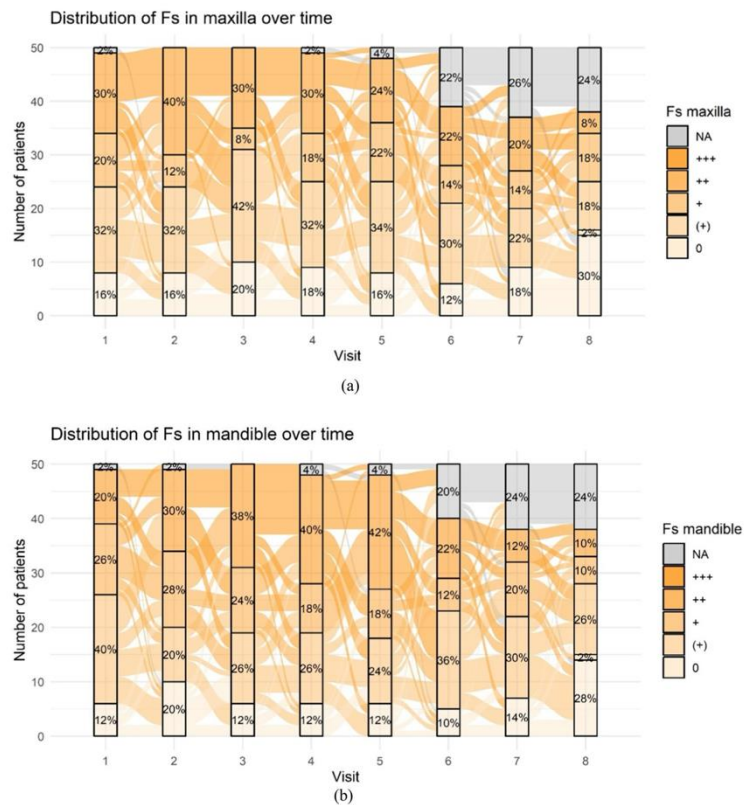 Distribution of Fs in maxilla over time
50
40
30
20
10
0
Number of patients
2% 30% 20% 32% 16%
40% 12% 32% 16%
30% 8% 42% 20%
2% 30% 18% 32% 18%
4% 24% 22% 34% 16%
22% 22% 14% 30% 12%
26% 20% 14% 22% 18%
24% 8% 18% 18% 2% 30%
1 2 3 4 5 6 7 8
Visit
Fs maxilla
NA
+++
++
+
(+)
0
(a)
Distribution of Fs in mandible over time
50
40
30
20
10
0
Number of patients
2% 20% 26% 40% 12%
2% 30% 28% 20% 20%
38% 24% 26% 12%
4% 40% 18% 26% 12%
4% 42% 18% 24% 12%
20% 22% 12% 36% 10%
24% 12% 20% 30% 14%
24% 10% 10% 26% 2% 28%
1 2 3 4 5 6 7 8
Visit
Fs mandible
NA
+++
++
+
(+)
0
(b)